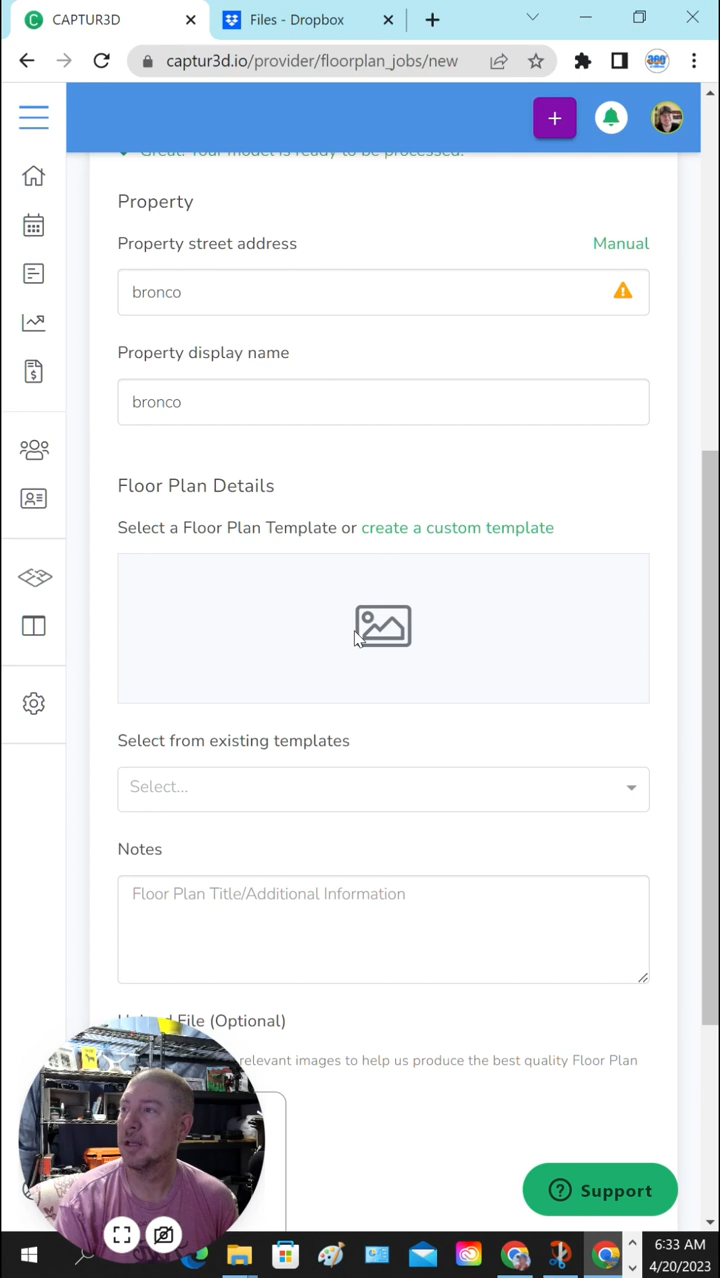 CAPTUR3D
Files - Dropbox
captur3d.io/provider/floorplan_jobs/new
360
Great! Your model is ready to be processed.
Property
Property street address
Manual
bronco
Property display name
bronco
Floor Plan Details
Select a Floor Plan Template or create a custom template
Select from existing templates
Select...
Notes
Floor Plan Title/Additional Information
File (Optional)
relevant images to help us produce the best quality Floor Plan
Support
6:33 AM
4/20/2023